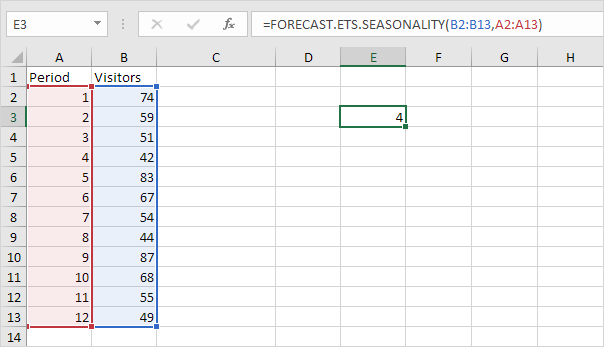 E3 fx =FORECAST.ETS.SEASONALITY(B2:B13,A2:A13)
A B C D E F G H
1 Period Visitors
2 1 74
3 2 59 4
4 3 51
5 4 42
6 5 83
7 6 67
8 7 54
9 8 44
10 9 87
11 10 68
12 11 55
13 12 49
14